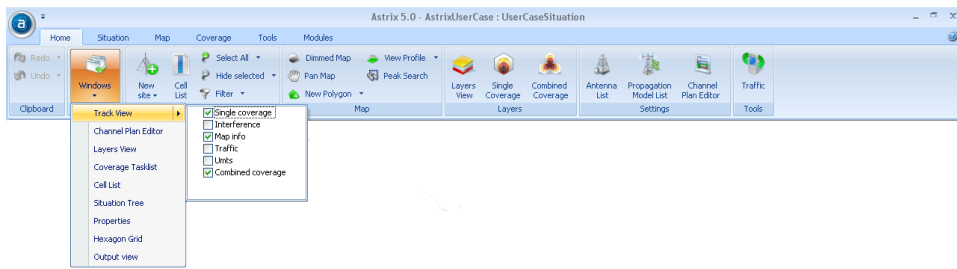 Astrix 5.0 - AstrixUserCase : UserCaseSituation
Home Situation Map Coverage Tools Modules
Redo
Undo
Clipboard
Windows
New site
Cell List
Select All
Hide selected
Filter
Dimmed Map
Pan Map
New Polygon
View Profile
Peak Search
Map
Layers View
Single Coverage
Combined Coverage
Layers
Antenna List
Propagation Model List
Channel Plan Editor
Settings
Traffic
Tools
Track View
Channel Plan Editor
Layers View
Coverage Tasklist
Cell List
Situation Tree
Properties
Hexagon Grid
Output view
Single coverage
Interference
Map info
Traffic
Umts
Combined coverage